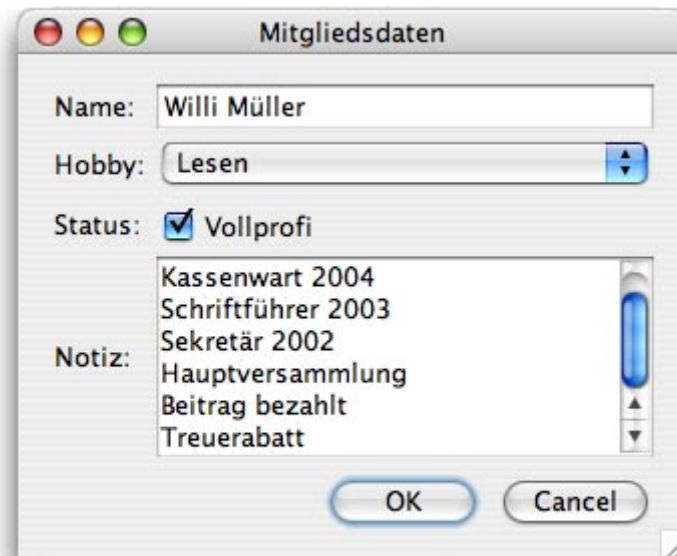 Mitgliedsdaten
Name: Willi Müller
Hobby: Lesen
Status: Vollprofi
Kassenwart 2004
Schriftführer 2003
Sekretär 2002
Notiz: Hauptversammlung
Beitrag bezahlt
Treuerabatt
OK Cancel